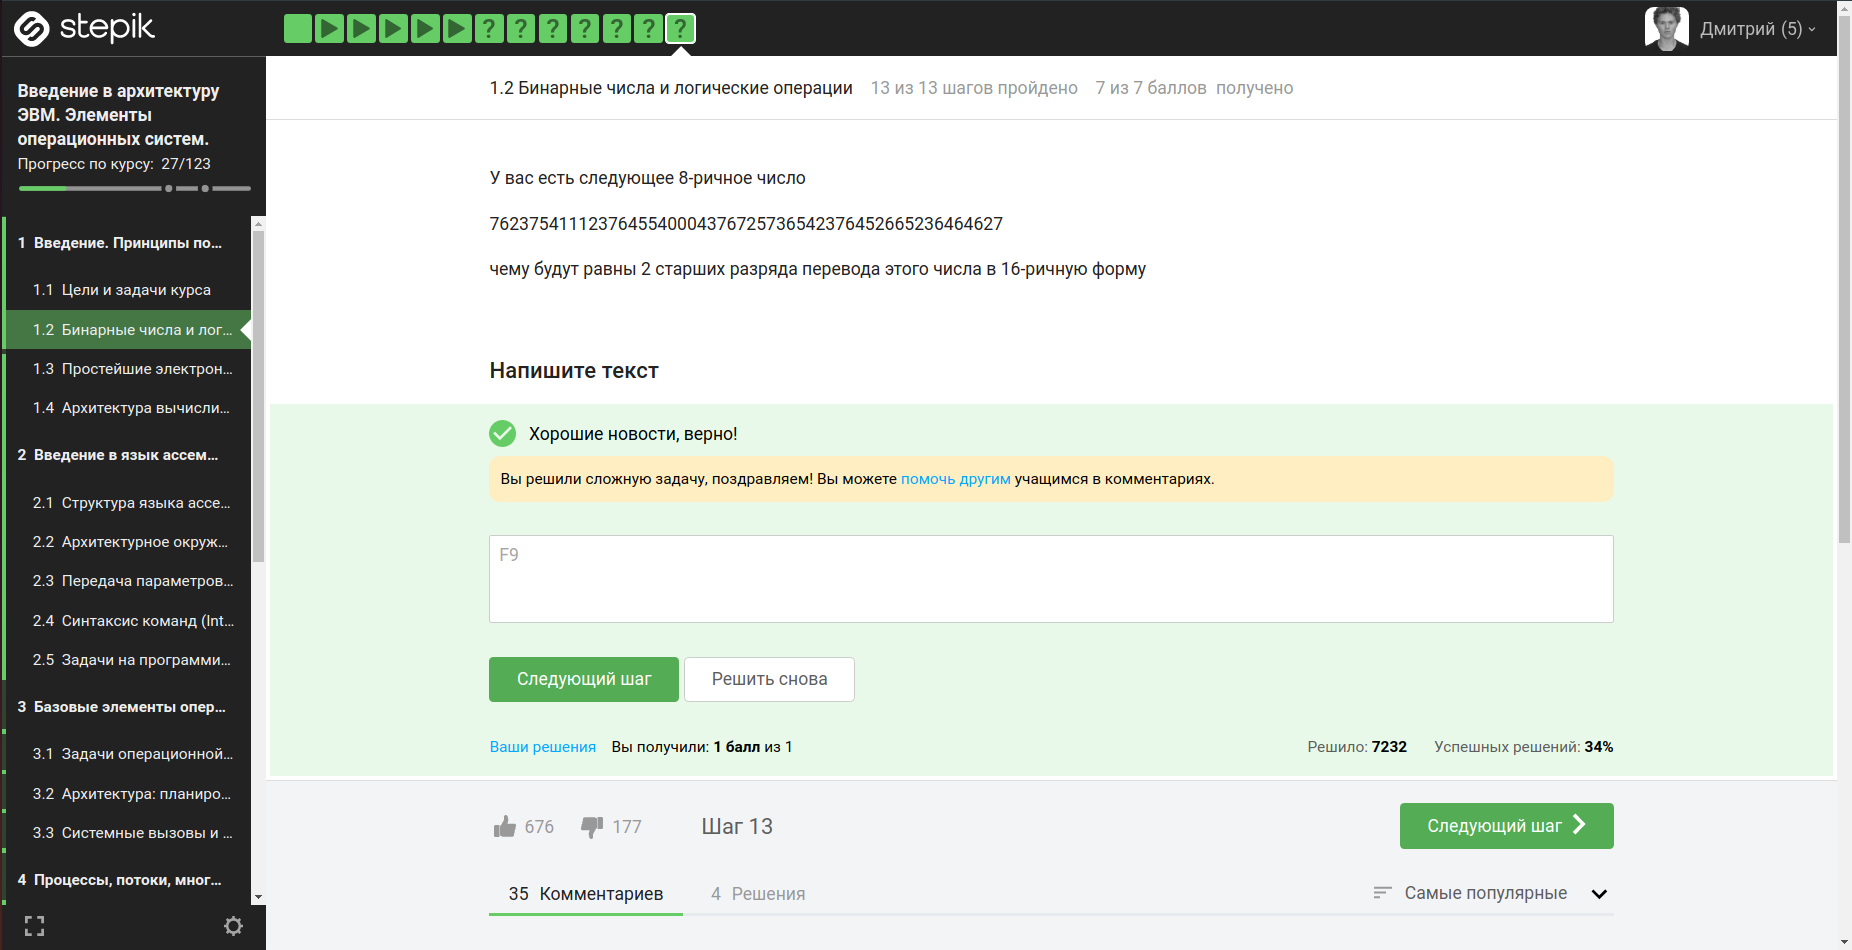 stepik
Дмитрий (5)
Введение в архитектуру
ЭВМ. Элементы
операционных систем.
Прогресс по курсу: 27/123
1 Введение. Принципы по...
1.1 Цели и задачи курса
1.2 Бинарные числа и лог...
1.3 Простейшие электрон...
1.4 Архитектура вычисли...
2 Введение в язык ассем...
2.1 Структура языка ассе...
2.2 Архитектурное окруж...
2.3 Передача параметров...
2.4 Синтаксис команд (Int...
2.5 Задачи на программи...
3 Базовые элементы опер...
3.1 Задачи операционной...
3.2 Архитектура: планиро...
3.3 Системные вызовы и ...
4 Процессы, потоки, мног...
1.2 Бинарные числа и логические операции 13 из 13 шагов пройдено 7 из 7 баллов получено
У вас есть следующее 8-ричное число
76237541112376455400043767257365423764526652364​64627
чему будут равны 2 старших разряда перевода этого числа в 16-ричную форму
Напишите текст
Хорошие новости, верно!
Вы решили сложную задачу, поздравляем! Вы можете помочь другим учащимся в комментариях.
F9
Следующий шаг
Решить снова
Ваши решения Вы получили: 1 балл из 1
Решило: 7232 Успешных решений: 34%
676 177 Шаг 13
Следующий шаг
35 Комментариев 4 Решения
Самые популярные